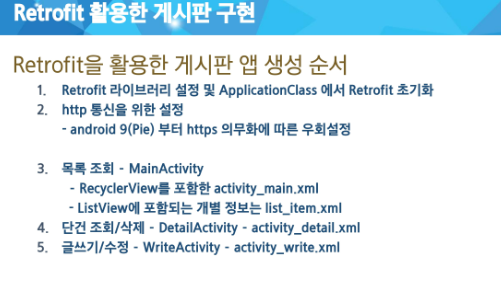 Retrofit 활용한 게시판 구현
Retrofit을 활용한 게시판 앱 생성 순서
1. Retrofit 라이브러리 설정 및 ApplicationClass 에서 Retrofit 초기화
2. http 통신을 위한 설정
- android 9(Pie) 부터 https 의무화에 따른 우회설정
3. 목록 조회 - MainActivity
- RecyclerView를 포함한 activity_main.xml
- ListView에 포함되는 개별 정보는 list_item.xml
4. 단건 조회/삭제 - DetailActivity - activity_detail.xml
5. 글쓰기/수정 - WriteActivity - activity_write.xml